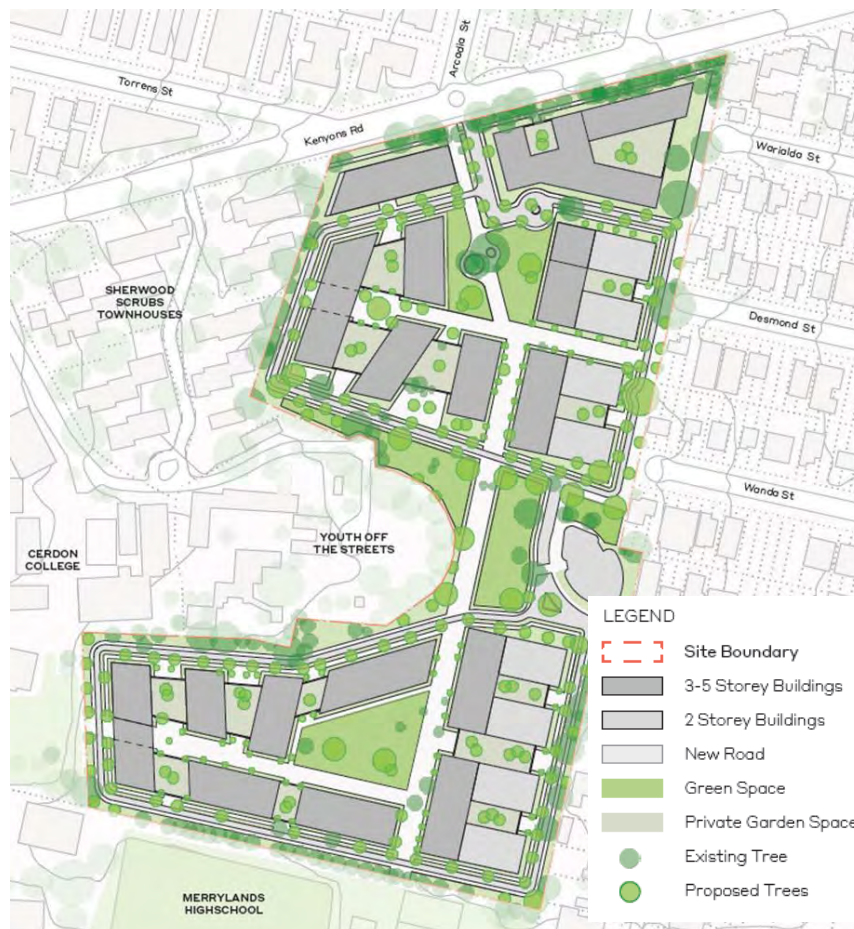 Arcadia St
Torrens St
Kenyons Rd
Warialda St
SHERWOOD
SCRUBS
TOWNHOUSES
Desmond St
Wanda St
YOUTH OFF
THE STREETS
CERDON
COLLEGE
LEGEND
Site Boundary
3-5 Storey Buildings
2 Storey Buildings
New Road
Green Space
Private Garden Space
Existing Tree
Proposed Trees
MERRYLANDS
HIGHSCHOOL